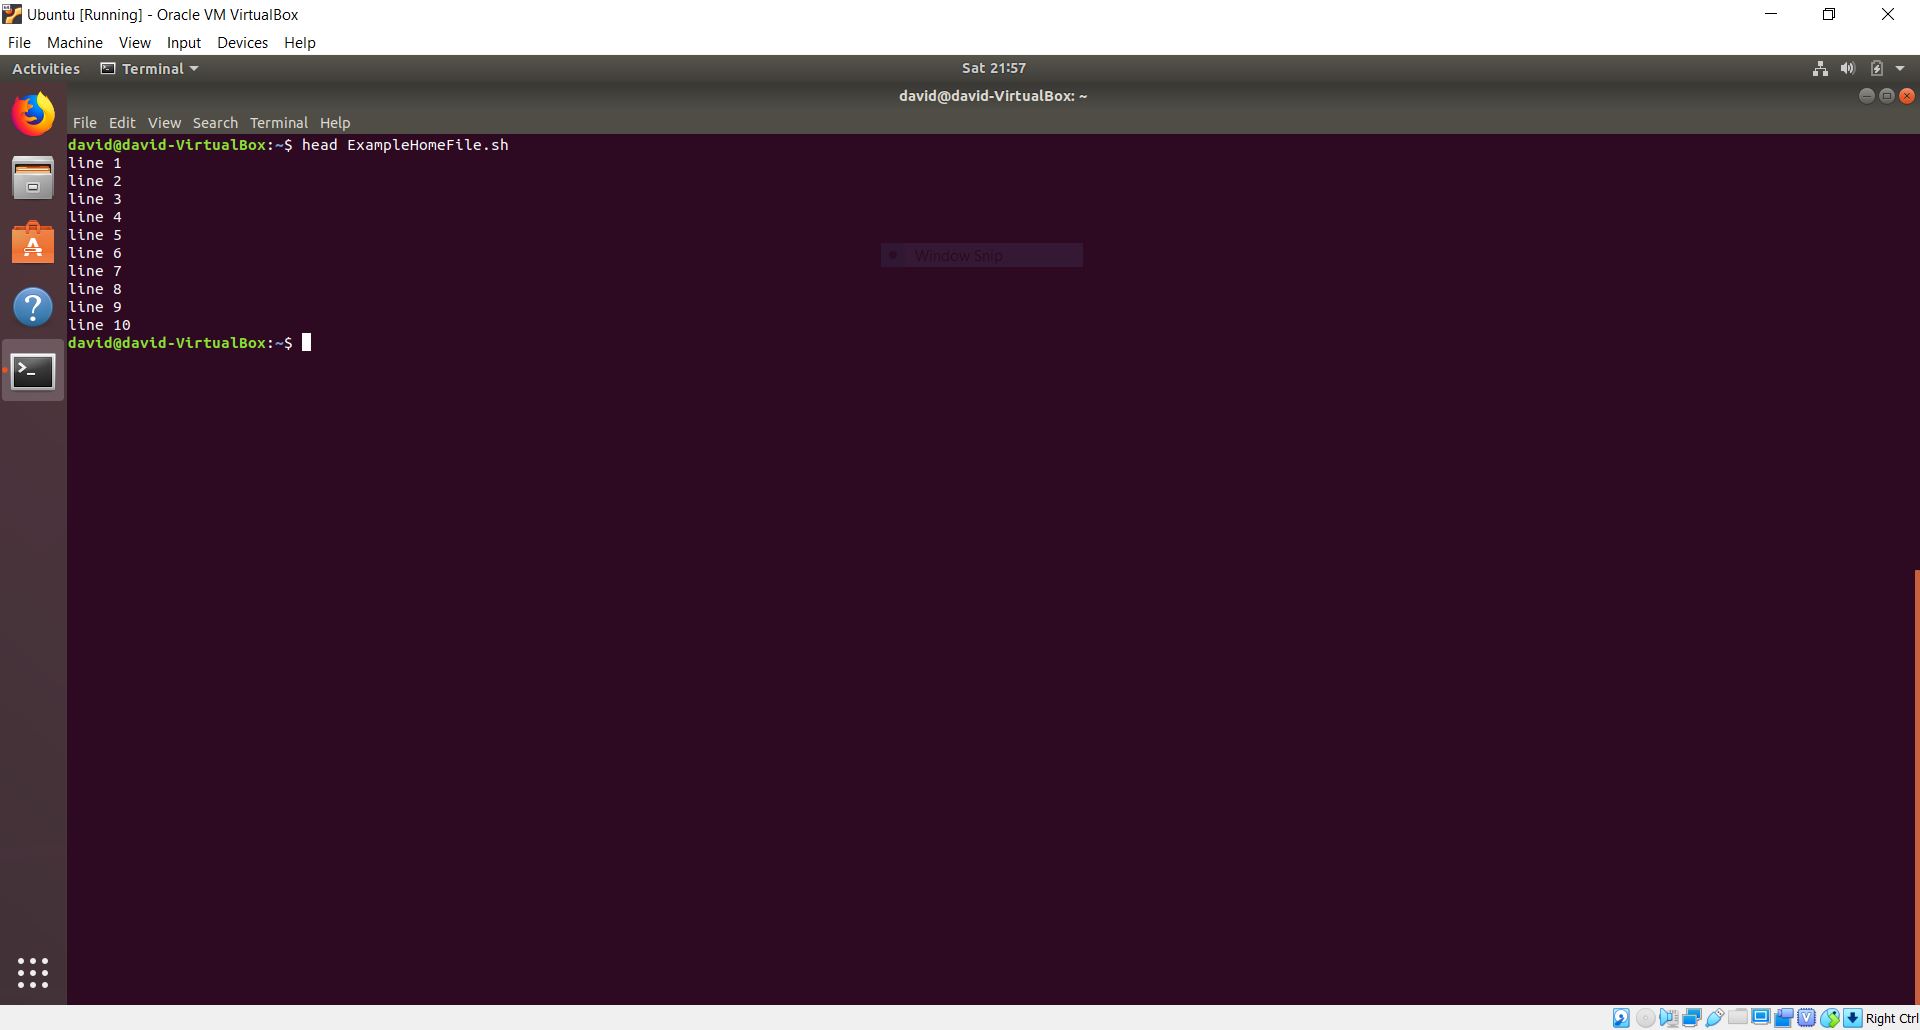 Ubuntu [Running] - Oracle VM VirtualBox
File Machine View Input Devices Help
Activities Terminal Sat 21:57
david@david-VirtualBox: ~
File Edit View Search Terminal Help
david@david-VirtualBox:~$ head ExampleHomeFile.sh
line 1
line 2
line 3
line 4
line 5
line 6
line 7
line 8
line 9
line 10
david@david-VirtualBox:~$
Window Snip
Right Ctrl